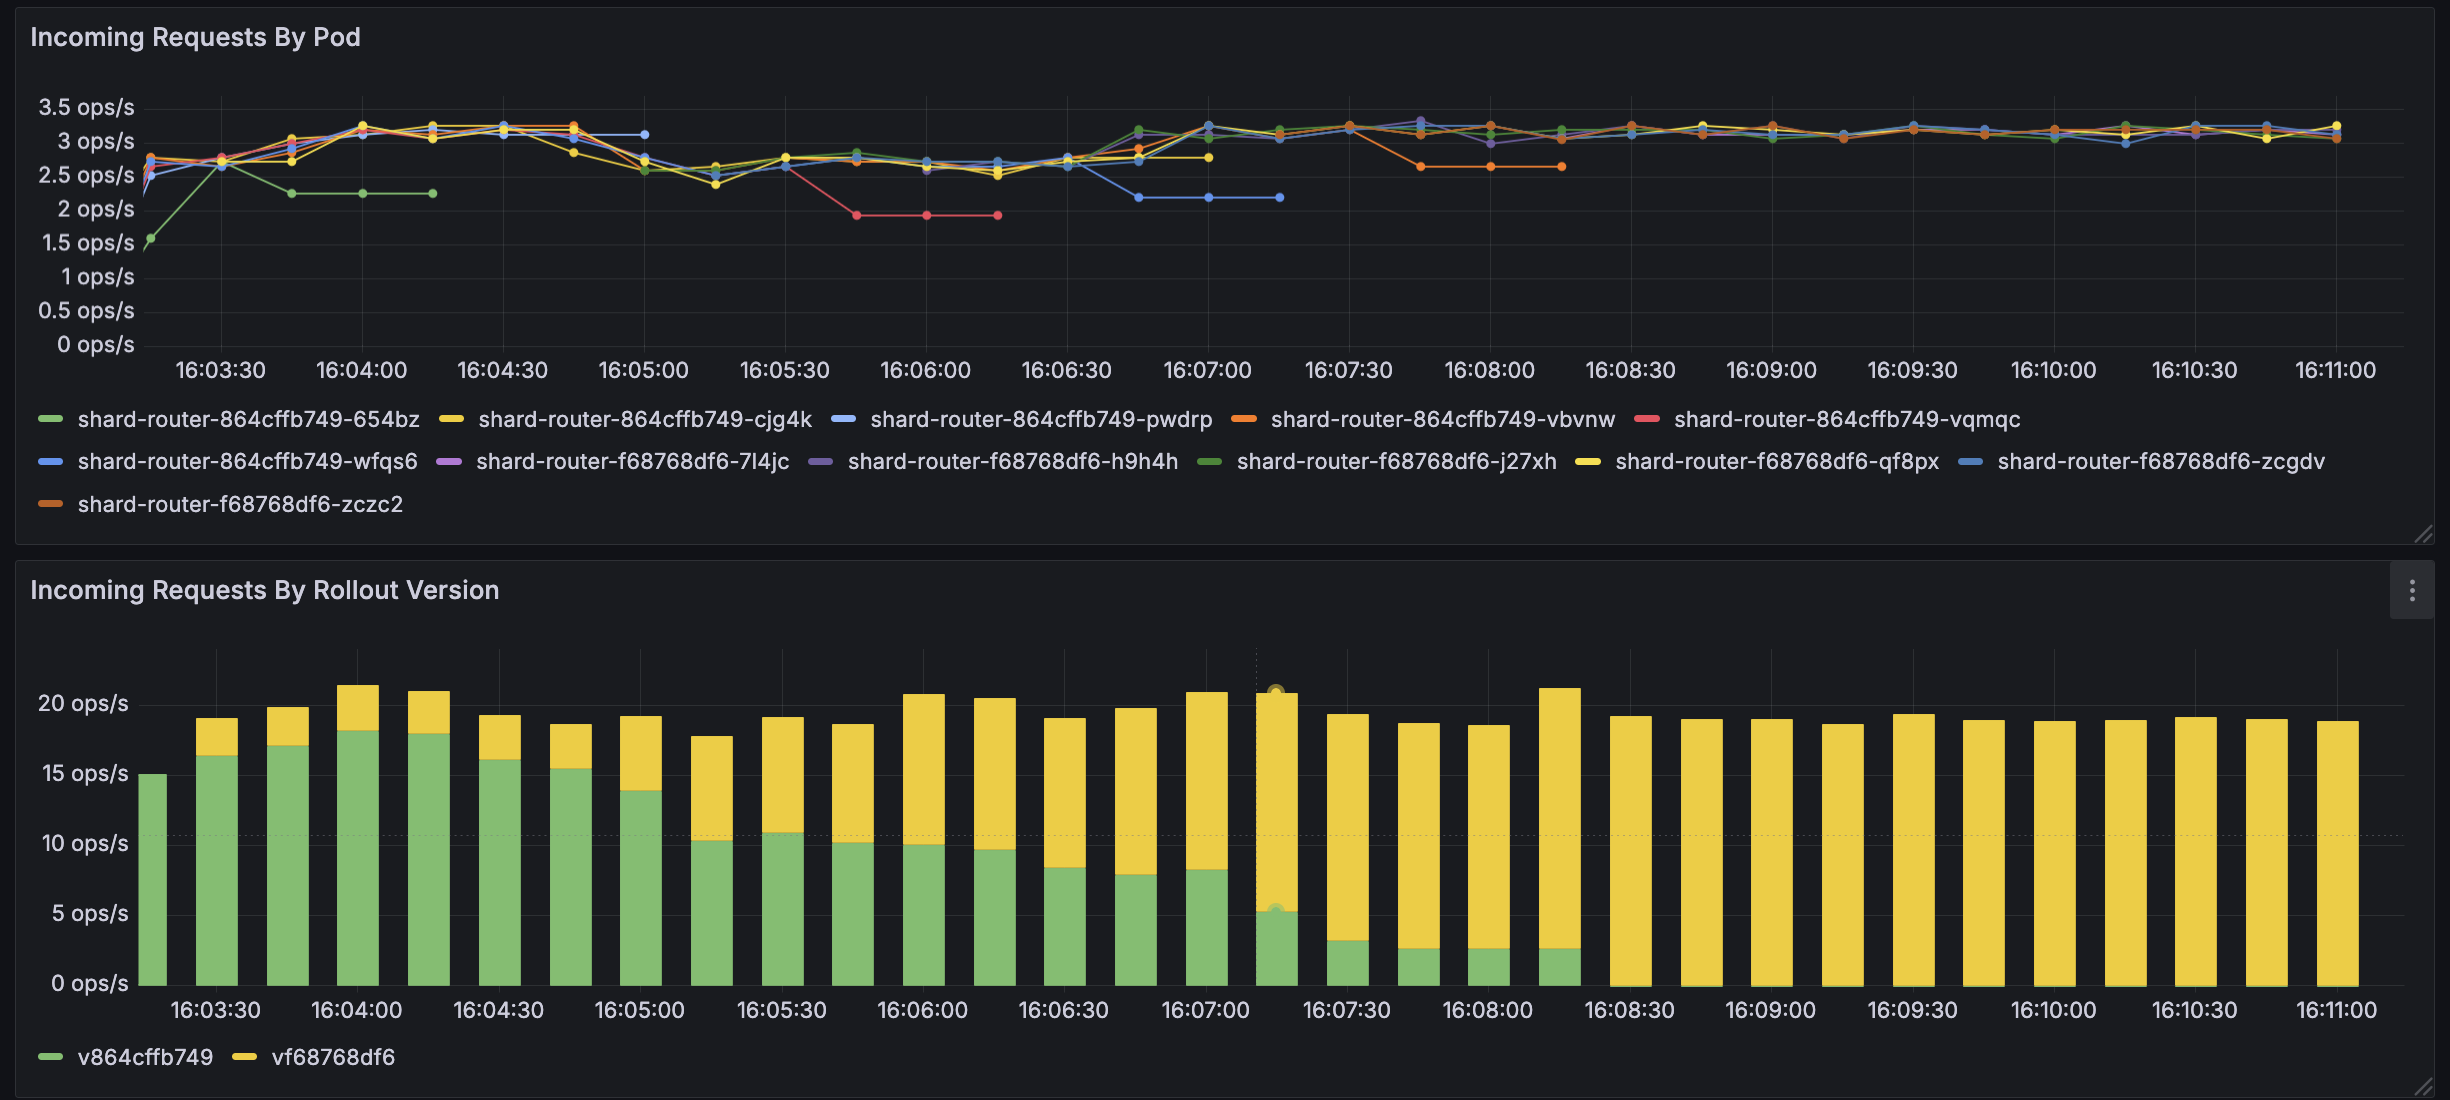 Incoming Requests By Pod
3.5 ops/s
3 ops/s
2.5 ops/s
2 ops/s
1.5 ops/s
1 ops/s
0.5 ops/s
0 ops/s
16:03:30 16:04:00 16:04:30 16:05:00 16:05:30 16:06:00 16:06:30 16:07:00 16:07:30 16:08:00 16:08:30 16:09:00 16:09:30 16:10:00 16:10:30 16:11:00
shard-router-864cffb749-654bz shard-router-864cffb749-cjg4k shard-router-864cffb749-pwdrp shard-router-864cffb749-vbvnw shard-router-864cffb749-vqmqc
shard-router-864cffb749-wfqs6 shard-router-f68768df6-7l4jc shard-router-f68768df6-h9h4h shard-router-f68768df6-j27xh shard-router-f68768df6-qf8px shard-router-f68768df6-zcgdv
shard-router-f68768df6-zczc2
Incoming Requests By Rollout Version
20 ops/s
15 ops/s
10 ops/s
5 ops/s
0 ops/s
16:03:30 16:04:00 16:04:30 16:05:00 16:05:30 16:06:00 16:06:30 16:07:00 16:07:30 16:08:00 16:08:30 16:09:00 16:09:30 16:10:00 16:10:30 16:11:00
v864cffb749 vf68768df6